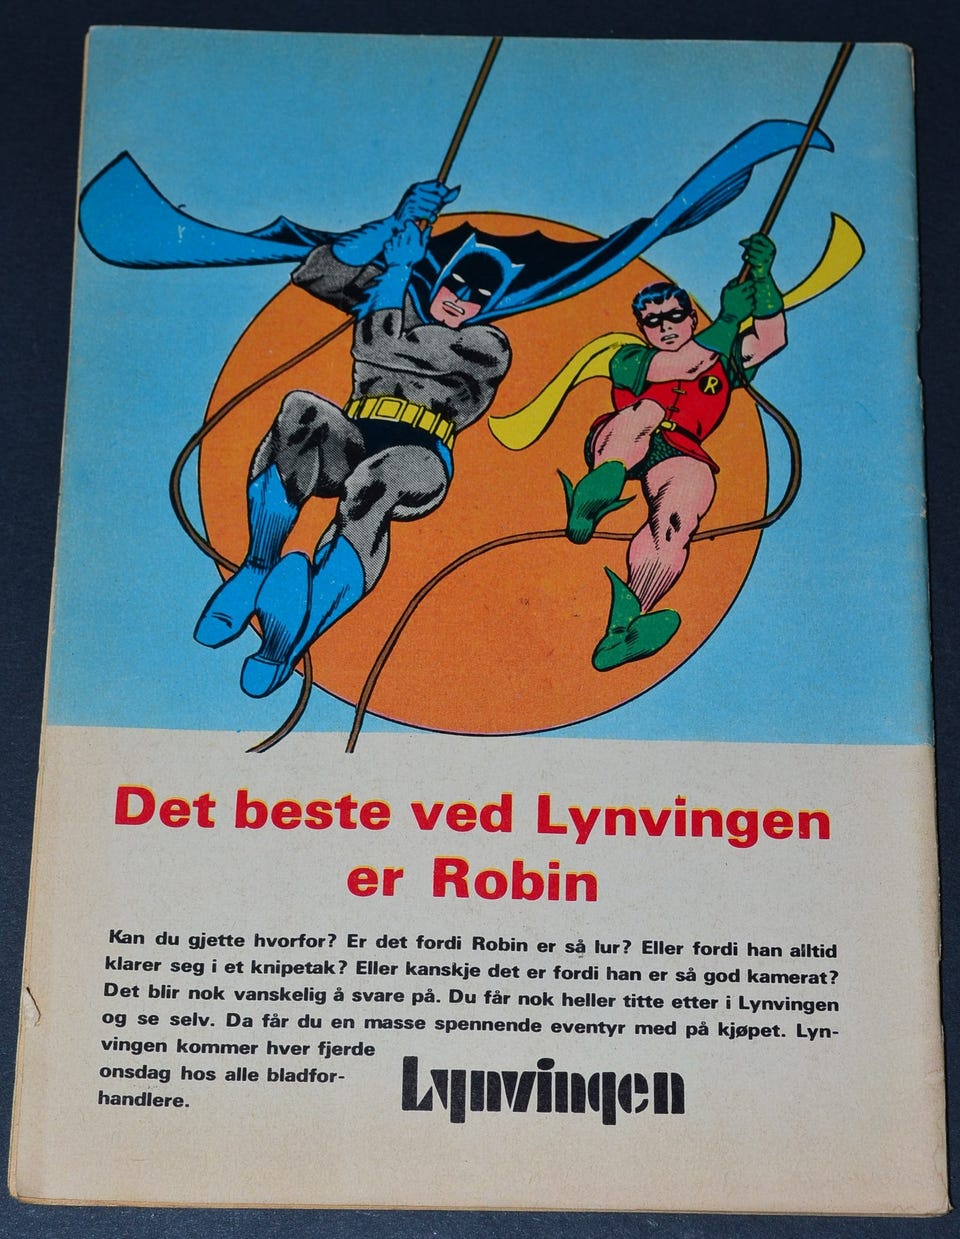 R
Det beste ved Lynvingen
er Robin
Kan du gjette hvorfor? Er det fordi Robin er så lur? Eller fordi han alltid
klarer seg i et knipetak? Eller kanskje det er fordi han er så god kamerat?
Det blir nok vanskelig å svare på. Du får nok heller titte etter i Lynvingen
og se selv. Da får du en masse spennende eventyr med på kjøpet. Lyn-
vingen kommer hver fjerde
onsdag hos alle bladfor-
handlere.
Lynvingen